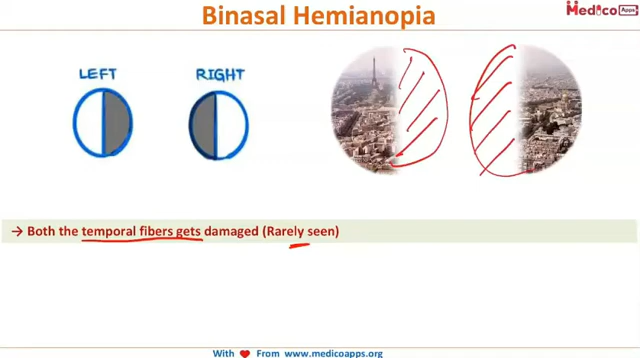 Binasal Hemianopia
Medico Apps
LEFT RIGHT
→ Both the temporal fibers gets damaged (Rarely seen)
With ❤ From www.medicoapps.org